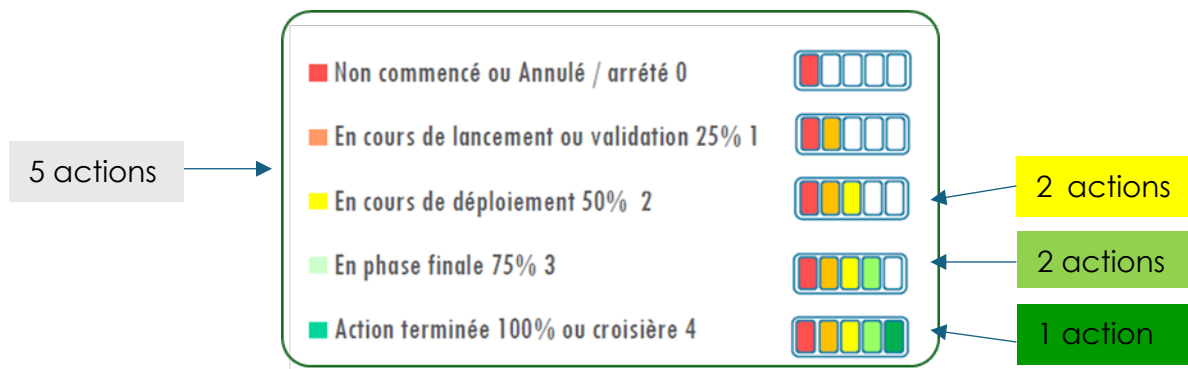 Non commencé ou Annulé / arrété 0
En cours de lancement ou validation 25% 1
5 actions
En cours de déploiement 50% 2
2 actions
En phase finale 75% 3
2 actions
Action terminée 100% ou croisière 4
1 action